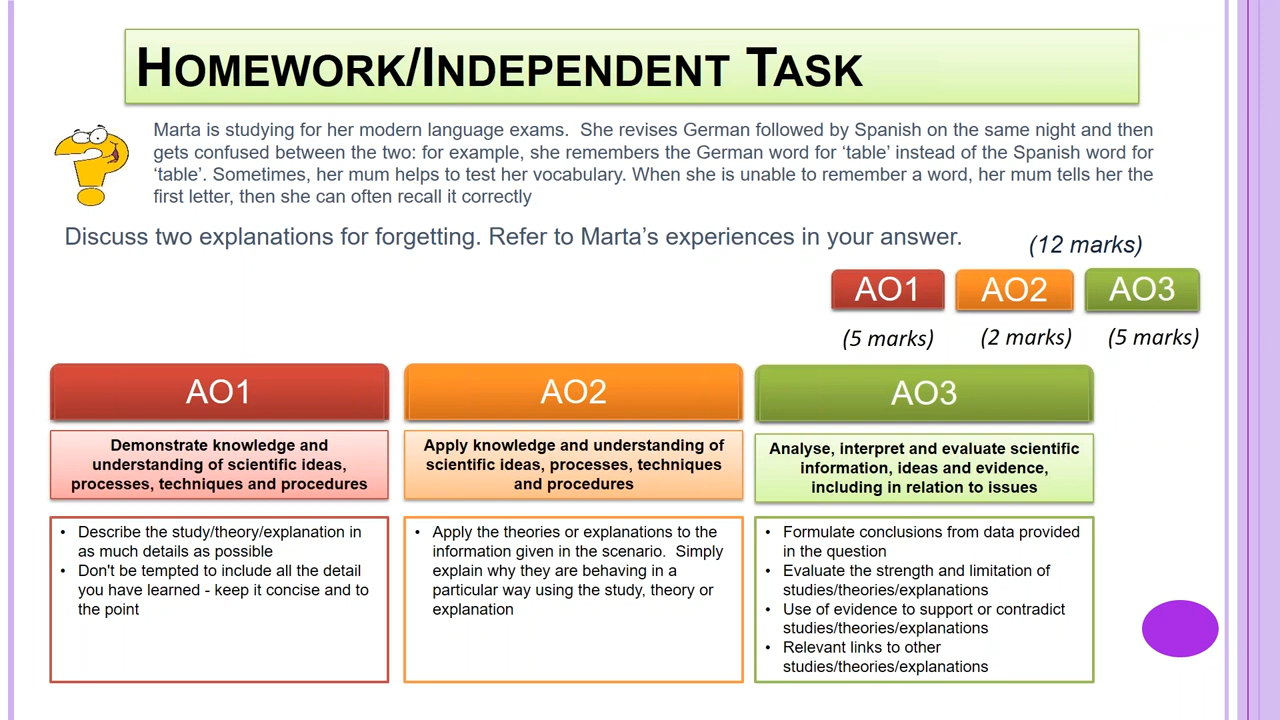 HOMEWORK/INDEPENDENT TASK
Marta is studying for her modern language exams.  She revises German followed by Spanish on the same night and then
gets confused between the two: for example, she remembers the German word for ‘table’ instead of the Spanish word for
‘table’. Sometimes, her mum helps to test her vocabulary. When she is unable to remember a word, her mum tells her the
first letter, then she can often recall it correctly
Discuss two explanations for forgetting. Refer to Marta’s experiences in your answer.
(12 marks)
AO1
AO2
AO3
(5 marks)
(2 marks)
(5 marks)
AO1
Demonstrate knowledge and
understanding of scientific ideas,
processes, techniques and procedures
• Describe the study/theory/explanation in
as much details as possible
• Don't be tempted to include all the detail
you have learned - keep it concise and to
the point
AO2
Apply knowledge and understanding of
scientific ideas, processes, techniques
and procedures
• Apply the theories or explanations to the
information given in the scenario.  Simply
explain why they are behaving in a
particular way using the study, theory or
explanation
AO3
Analyse, interpret and evaluate scientific
information, ideas and evidence,
including in relation to issues
• Formulate conclusions from data provided
in the question
• Evaluate the strength and limitation of
studies/theories/explanations
• Use of evidence to support or contradict
studies/theories/explanations
• Relevant links to other
studies/theories/explanations